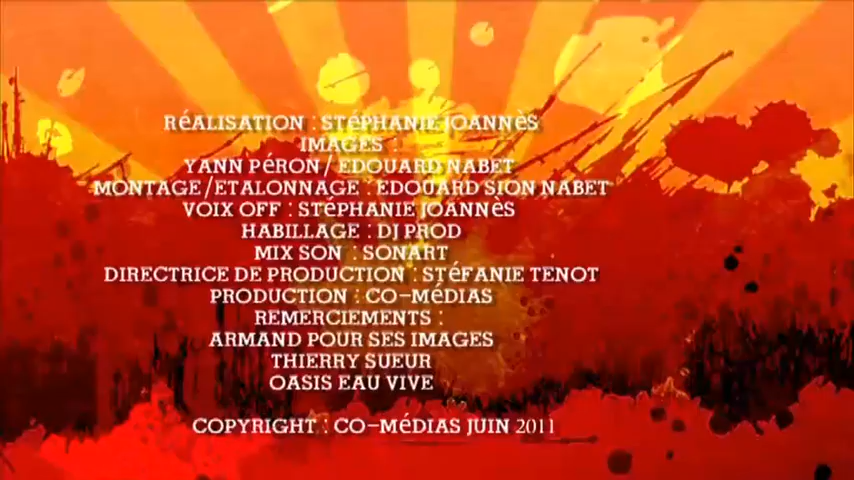 RÉALISATION : STÉPHANIE JOANNÈS
IMAGES :
YANN PÉRON / EDOUARD NABET
MONTAGE/ETALONNAGE : EDOUARD SION NABET
VOIX OFF : STÉPHANIE JOANNÈS
HABILLAGE : DJ PROD
MIX SON : SONART
DIRECTRICE DE PRODUCTION : STÉFANIE TENOT
PRODUCTION : CO-MÉDIAS
REMERCIEMENTS :
ARMAND POUR SES IMAGES
THIERRY SUEUR
OASIS EAU VIVE
COPYRIGHT : CO-MÉDIAS JUIN 2011